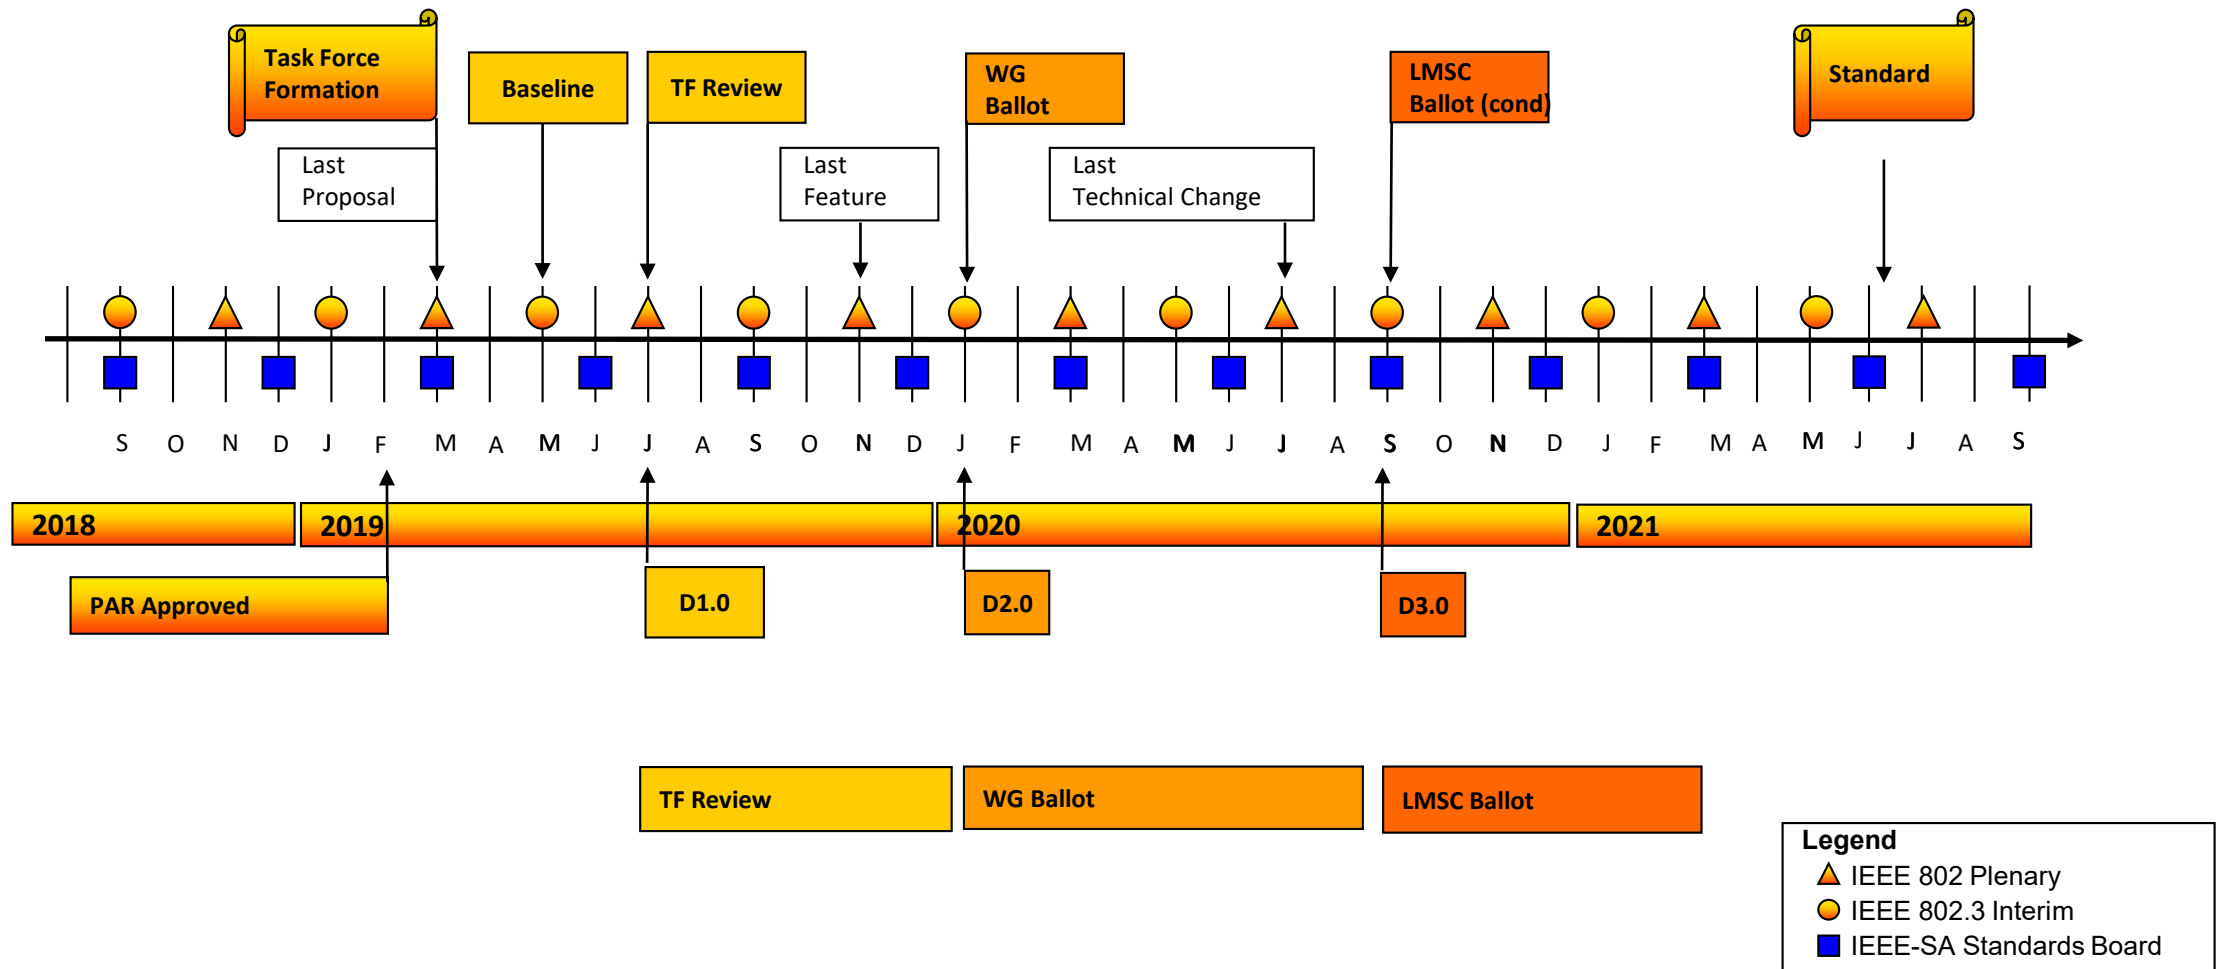 Task Force
Formation
Baseline
TF Review
WG
Ballot
LMSC
Ballot (cond)
Standard
Last
Proposal
Last
Feature
Last
Technical Change
S O N D J F M A M J J A S O N D J F M A M J J A S O N D J F M A M J J A S
2018
2019
2020
2021
PAR Approved
D1.0
D2.0
D3.0
TF Review
WG Ballot
LMSC Ballot
Legend
IEEE 802 Plenary
IEEE 802.3 Interim
IEEE-SA Standards Board